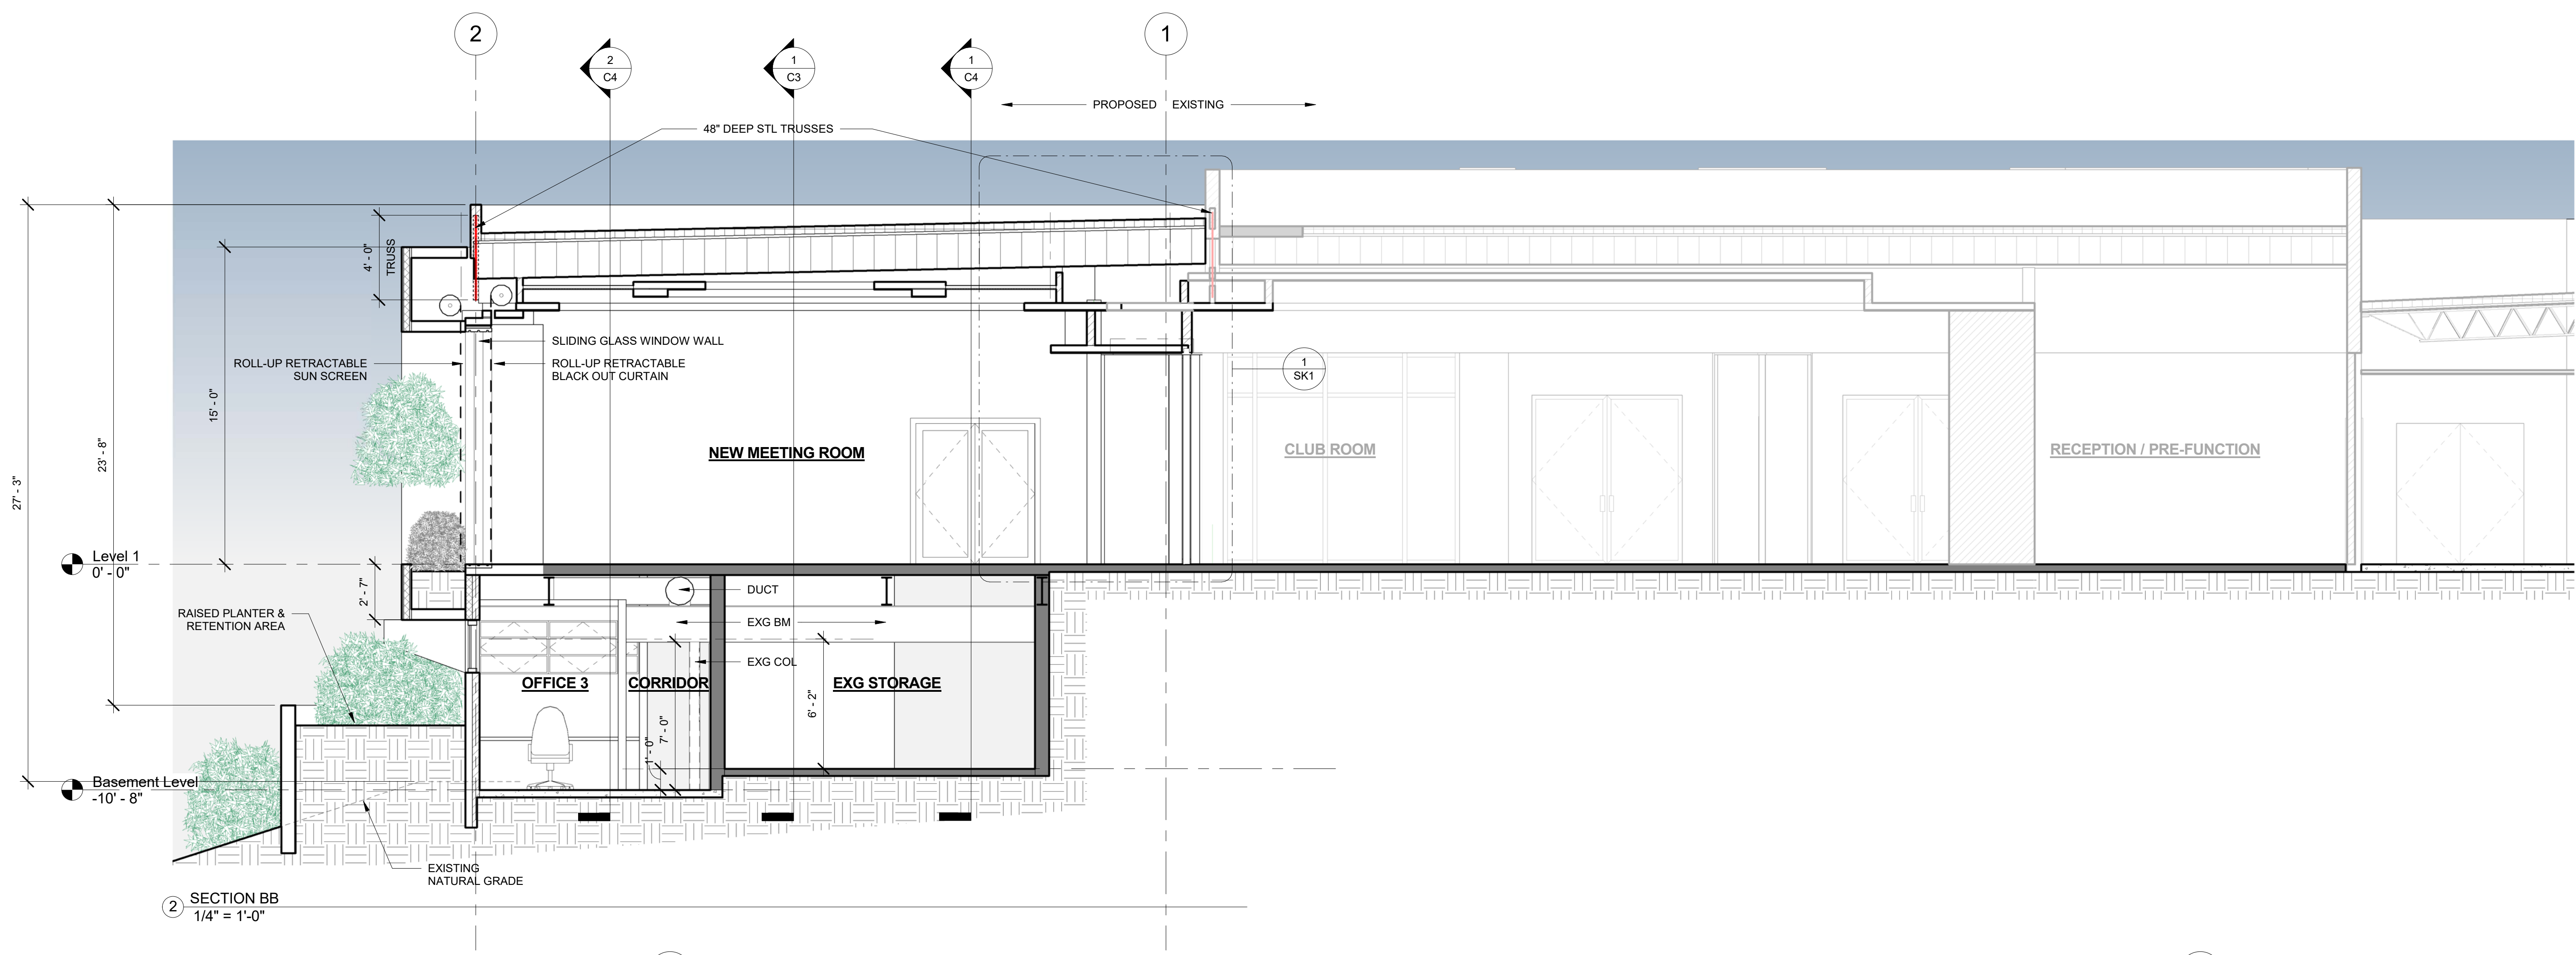 2
1
2
C4
1
C3
1
C4
PROPOSED EXISTING
48" DEEP STL TRUSSES
4' - 0"
TRUSS
SLIDING GLASS WINDOW WALL
ROLL-UP RETRACTABLE
SUN SCREEN
ROLL-UP RETRACTABLE
BLACK OUT CURTAIN
1
SK1
15' - 0"
23' - 8"
27' - 3"
NEW MEETING ROOM
CLUB ROOM
RECEPTION / PRE-FUNCTION
Level 1
0' - 0"
2' - 7"
RAISED PLANTER &
RETENTION AREA
DUCT
EXG BM
EXG COL
OFFICE 3
CORRIDOR
EXG STORAGE
6' - 2"
7' - 0"
1' - 0"
Basement Level
-10' - 8"
EXISTING
NATURAL GRADE
2
SECTION BB
1/4" = 1'-0"